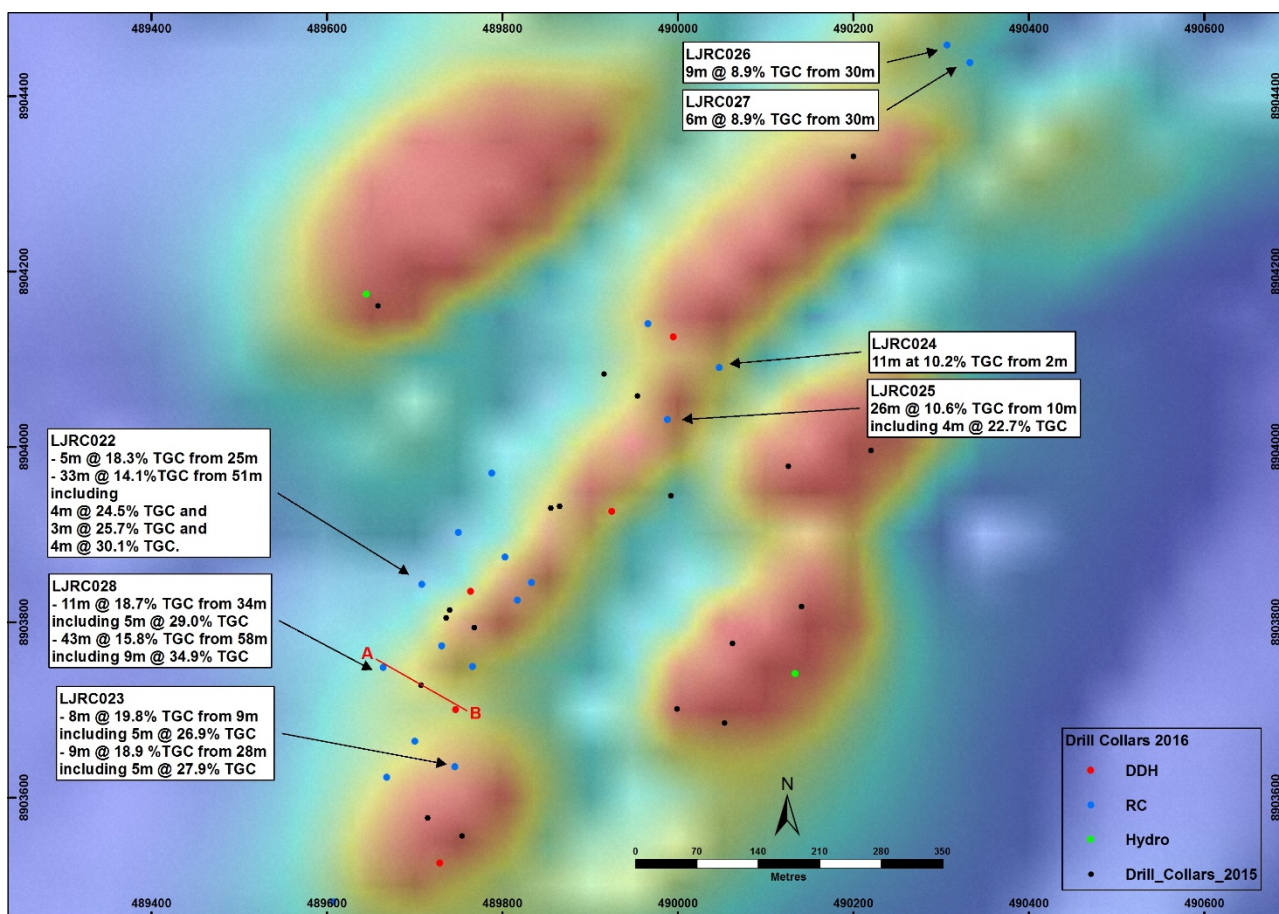 489400
489600
489800
490000
490200
490400
490600
8904400
8904200
8904000
8903800
8903600
8904400
8904200
8904000
8903800
8903600
LJRC026
9m @ 8.9% TGC from 30m
LJRC027
6m @ 8.9% TGC from 30m
LJRC024
11m at 10.2% TGC from 2m
LJRC025
26m @ 10.6% TGC from 10m
including 4m @ 22.7% TGC
LJRC022
- 5m @ 18.3% TGC from 25m
- 33m @ 14.1%TGC from 51m
including
4m @ 24.5% TGC and
3m @ 25.7% TGC and
4m @ 30.1% TGC.
LJRC028
- 11m @ 18.7% TGC from 34m
including 5m @ 29.0% TGC
- 43m @ 15.8% TGC from 58m
including 9m @ 34.9% TGC
A
B
LJRC023
- 8m @ 19.8% TGC from 9m
including 5m @ 26.9% TGC
- 9m @ 18.9 %TGC from 28m
including 5m @ 27.9% TGC
N
0 70 140 210 280 350
Metres
Drill Collars 2016
DDH
RC
Hydro
Drill_Collars_2015
489400
489600
489800
490000
490200
490400
490600